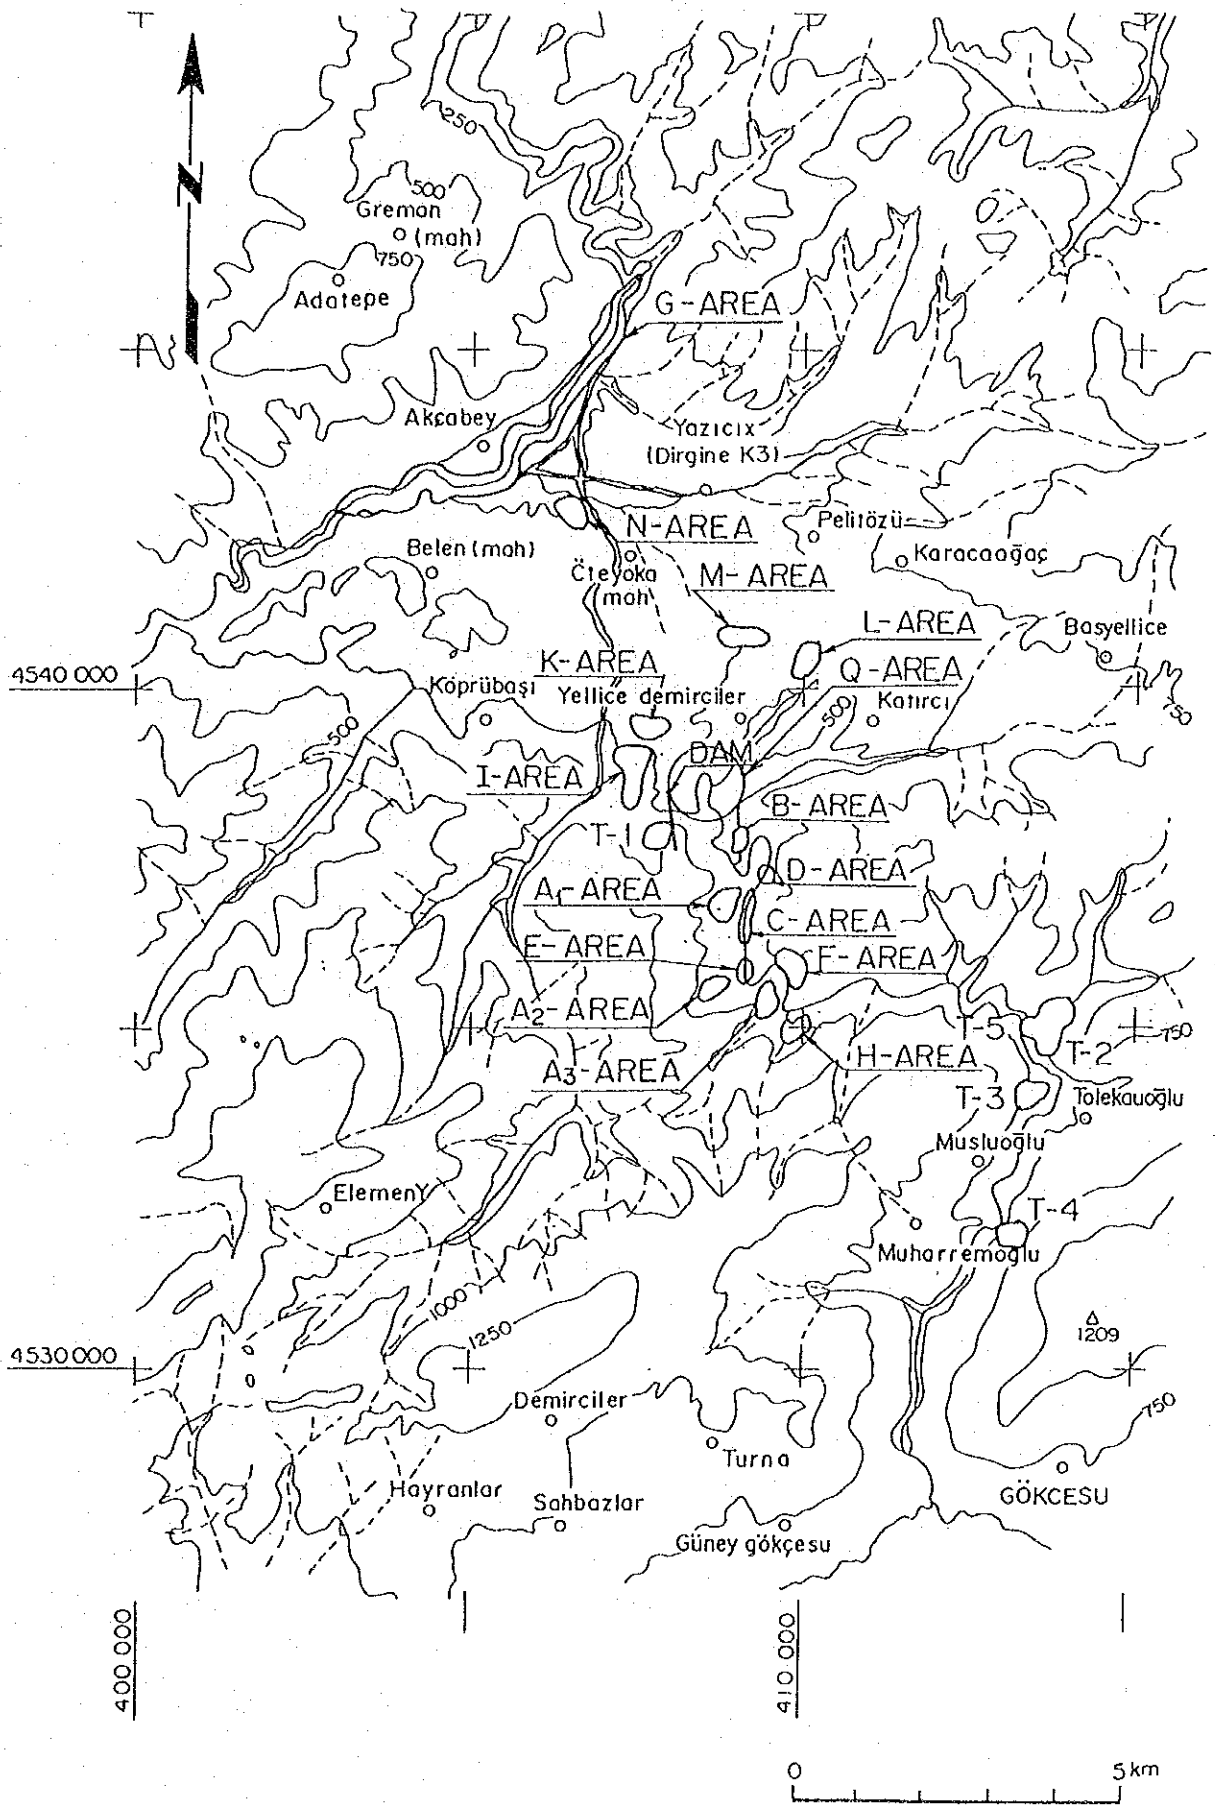 N
250
500
Greman
(mah)
750
Adatepe
G-AREA
Akçabey
Yazıcıx
(Dirgine K3)
N-AREA
Pelitözü
Belen (mah)
Karacaağaç
Čteyaka
(mah
M-AREA
L-AREA
Basyellice
K-AREA
Q-AREA
4540 000
Köprübaşı
Yellice demirciler
Katırcı
500
750
500
DAM
I-AREA
B-AREA
T-1
D-AREA
A1-AREA
C-AREA
E-AREA
F-AREA
A2-AREA
T-5
750
T-2
H-AREA
A3-AREA
T-3
Tolekauoğlu
Musluoğlu
Elemen Y
T-4
Muharremoğlu
1000
1250
1209
4530 000
Demirciler
750
Turna
Hayranlar
Sahbazlar
GÖKCESU
Güney gökçesu
400 000
410 000
0
5 km